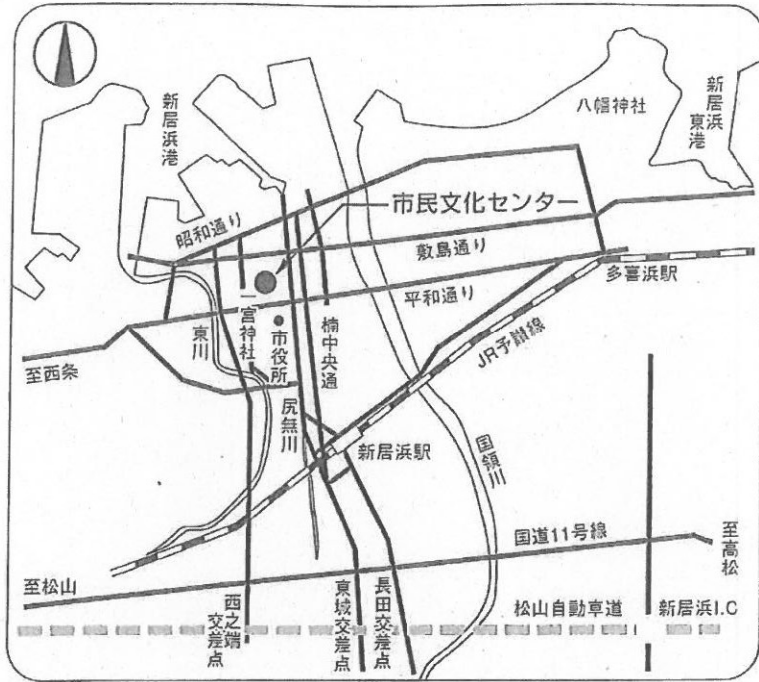 新居浜港
八幡神社
新居浜東港
市民文化センター
昭和通り
敷島通り
多喜浜駅
平和通り
JR予讃線
東川
一宮神社
市役所
楠中央通
至西条
尻無川
新居浜駅
国領川
国道11号線
至高松
至松山
西之端交差点
東城交差点
長田交差点
松山自動車道
新居浜I.C